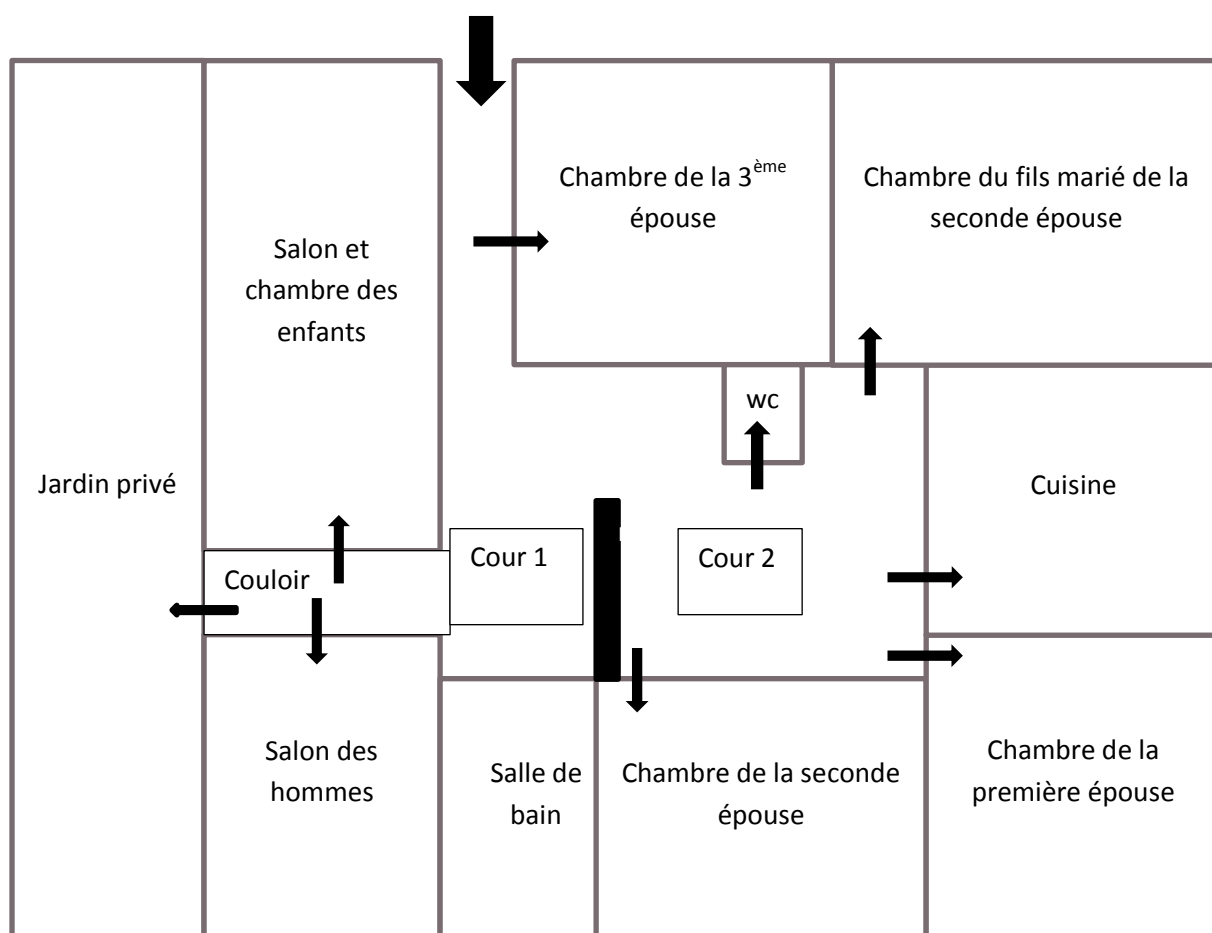 Chambre de la 3ème
épouse
Chambre du fils marié de la
seconde épouse
Salon et
chambre des
enfants
wc
Jardin privé
Cuisine
Couloir
Cour 1
Cour 2
Salon des
hommes
Salle de
bain
Chambre de la seconde
épouse
Chambre de la
première épouse